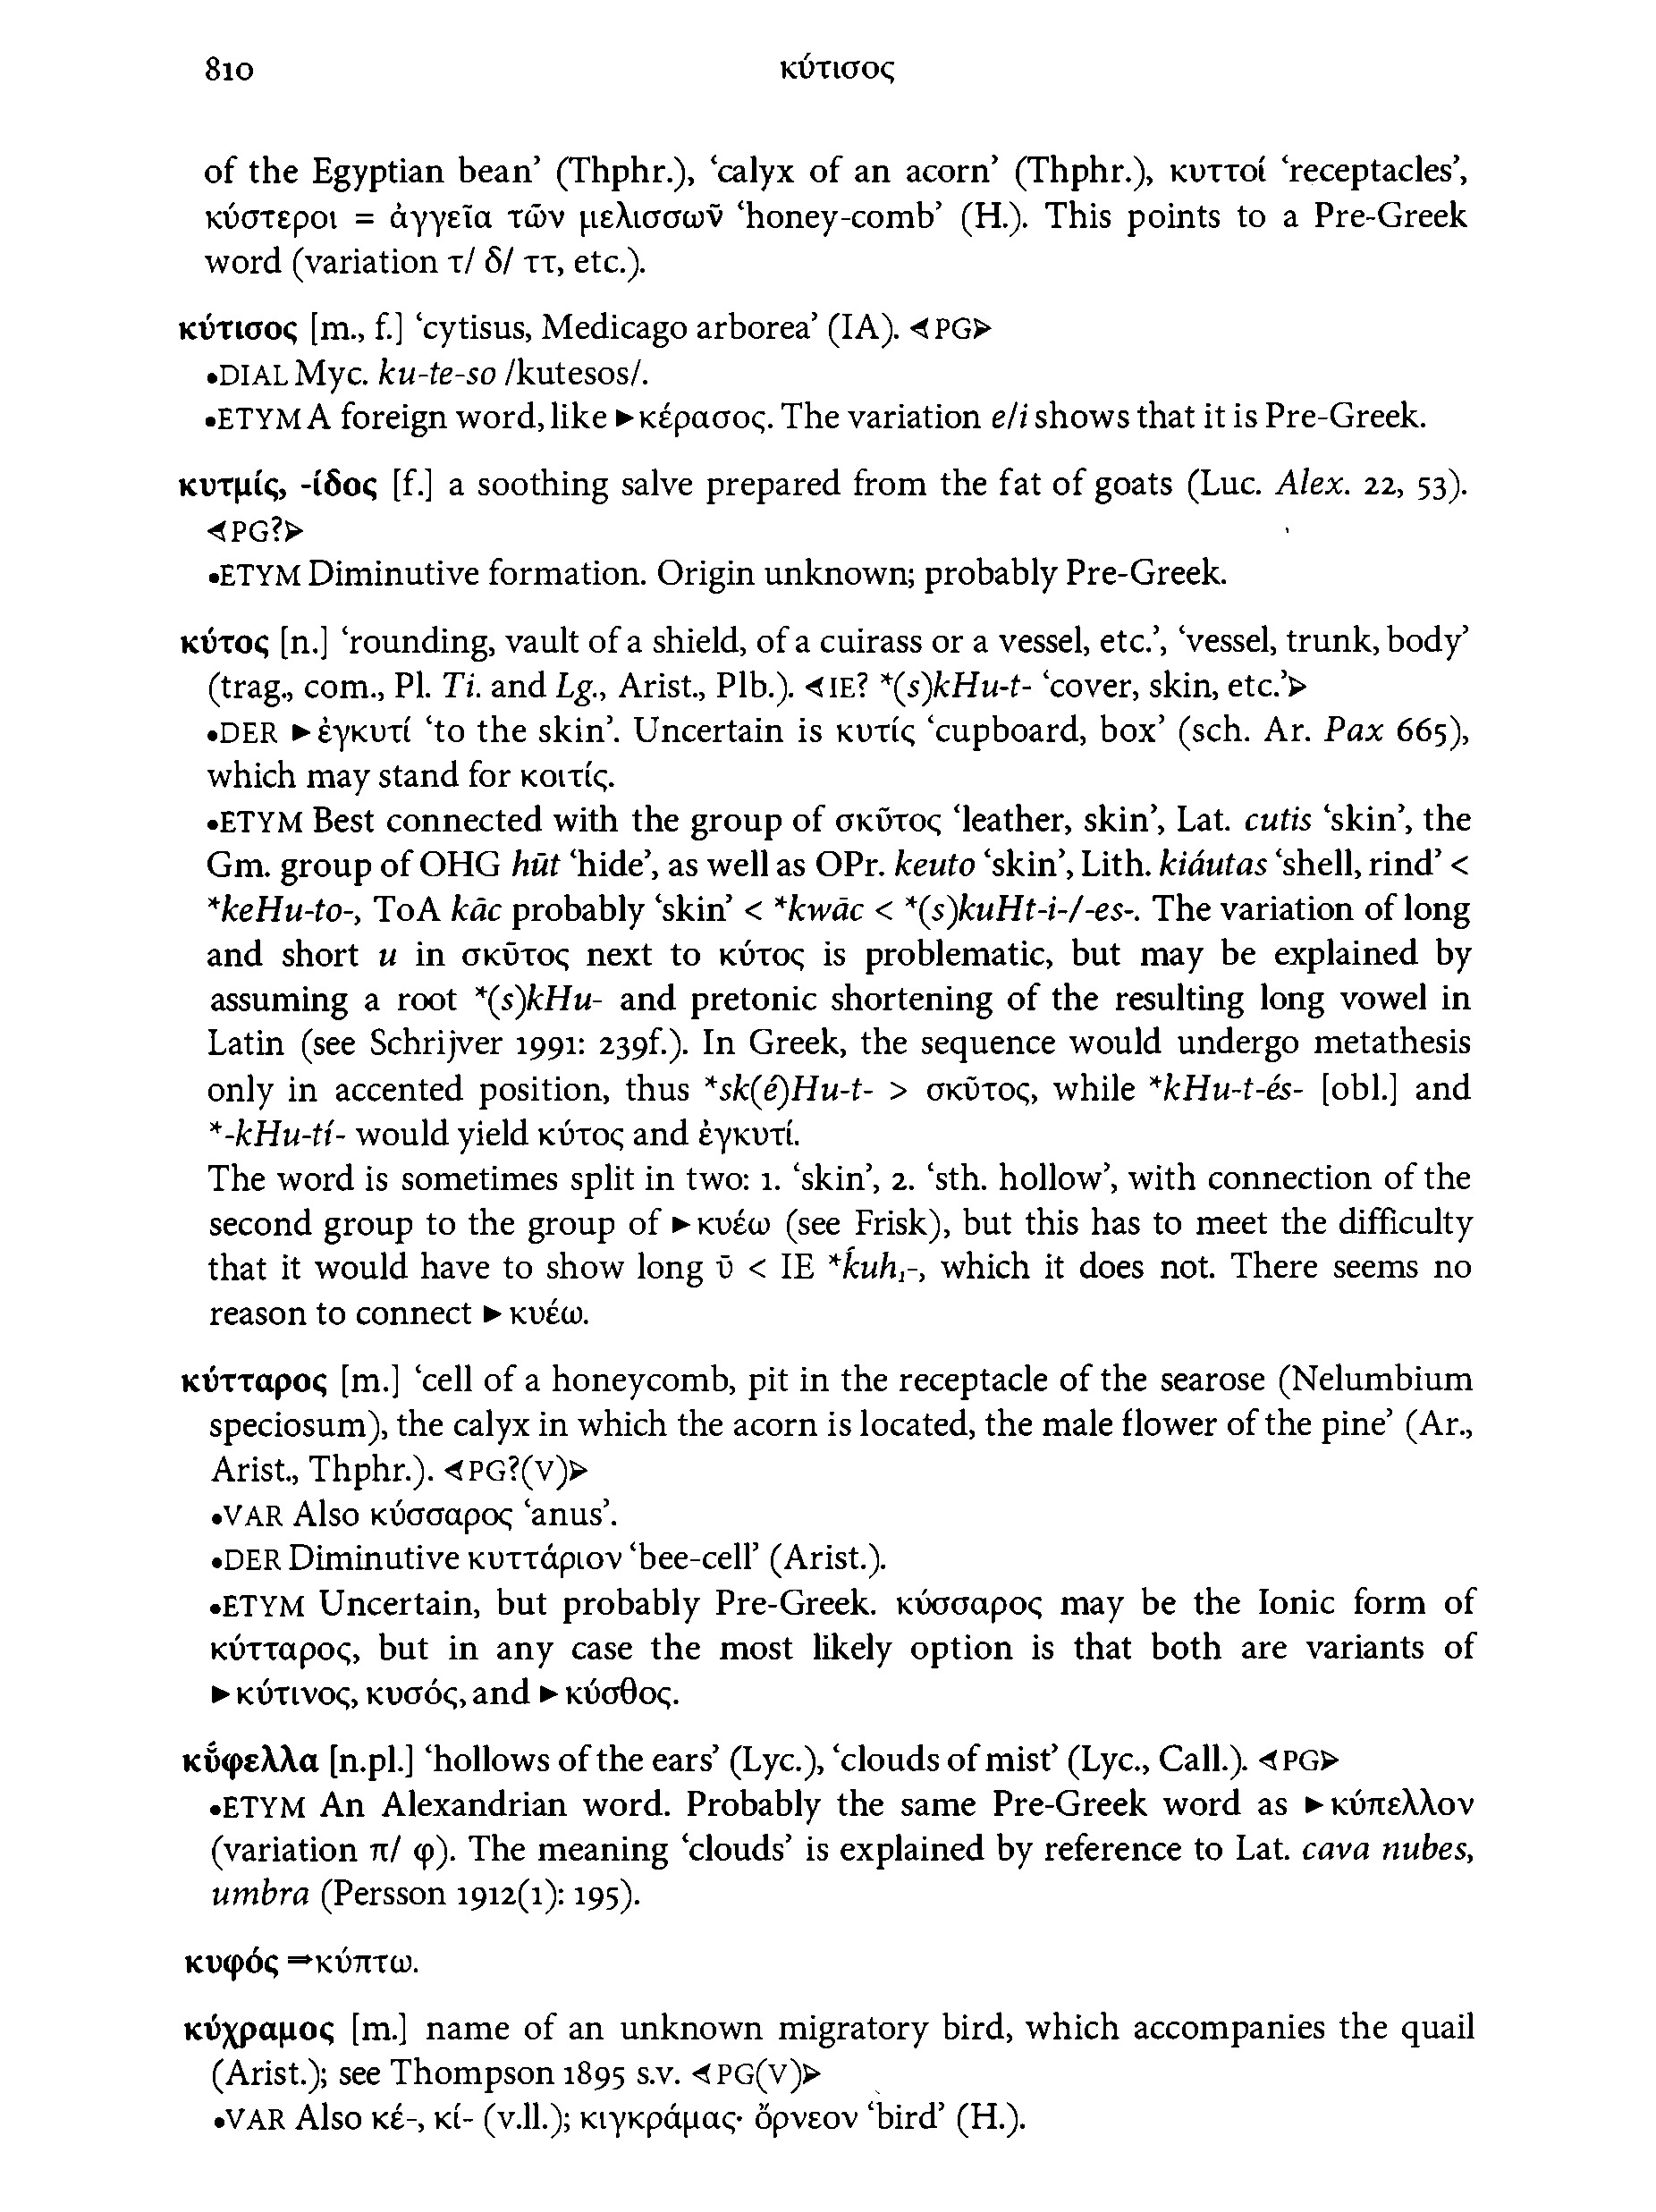 810
κύτισος
of the Egyptian bean’ (Thphr.), ‘calyx of an acorn’ (Thphr.), κυττοί ‘receptacles’,
κύστεροι = ἀγγεῖα τῶν μελισσωῶ ‘honey-comb’ (H.). This points to a Pre-Greek
word (variation τ/ δ/ ττ, etc.).
κύτισος [m., f.] ‘cytisus, Medicago arborea’ (IA). ◁PG▷
•DIAL Myc. ku-te-so /kutesos/.
•ETYM A foreign word, like ►κέρασος. The variation e/i shows that it is Pre-Greek.
κυτμίς, -ίδος [f.] a soothing salve prepared from the fat of goats (Luc. Alex. 22, 53).
◁PG?▷
•ETYM Diminutive formation. Origin unknown; probably Pre-Greek.
κύτος [n.] ‘rounding, vault of a shield, of a cuirass or a vessel, etc.’, ‘vessel, trunk, body’
(trag., com., Pl. Ti. and Lg., Arist., Plb.). ◁IE? *(s)kHu-t- ‘cover, skin, etc.’▷
•DER ►ἐγκυτί ‘to the skin’. Uncertain is κυτίς ‘cupboard, box’ (sch. Ar. Pax 665),
which may stand for κοιτίς.
•ETYM Best connected with the group of σκῦτος ‘leather, skin’, Lat. cutis ‘skin’, the
Gm. group of OHG hūt ‘hide’, as well as OPr. keuto ‘skin’, Lith. kiáutas ‘shell, rind’ <
*keHu-to-, ToA kāc probably ‘skin’ < *kwāc < *(s)kuHt-i-/-es-. The variation of long
and short u in σκῦτος next to κύτος is problematic, but may be explained by
assuming a root *(s)kHu- and pretonic shortening of the resulting long vowel in
Latin (see Schrijver 1991: 239f.). In Greek, the sequence would undergo metathesis
only in accented position, thus *sk(é)Hu-t- > σκῦτος, while *kHu-t-és- [obl.] and
*-kHu-tí- would yield κύτος and ἐγκυτί.
The word is sometimes split in two: 1. ‘skin’, 2. ‘sth. hollow’, with connection of the
second group to the group of ►κυέω (see Frisk), but this has to meet the difficulty
that it would have to show long ῡ < IE *ḱuh₁-, which it does not. There seems no
reason to connect ►κυέω.
κύτταρος [m.] ‘cell of a honeycomb, pit in the receptacle of the searose (Nelumbium
speciosum), the calyx in which the acorn is located, the male flower of the pine’ (Ar.,
Arist., Thphr.). ◁PG?(V)▷
•VAR Also κύσσαρος ‘anus’.
•DER Diminutive κυττάριον ‘bee-cell’ (Arist.).
•ETYM Uncertain, but probably Pre-Greek. κύσσαρος may be the Ionic form of
κύτταρος, but in any case the most likely option is that both are variants of
►κύτινος, κυσός, and ►κύσθος.
κῡ́φελλα [n.pl.] ‘hollows of the ears’ (Lyc.), ‘clouds of mist’ (Lyc., Call.). ◁PG▷
•ETYM An Alexandrian word. Probably the same Pre-Greek word as ►κύπελλον
(variation π/ φ). The meaning ‘clouds’ is explained by reference to Lat. cava nubes,
umbra (Persson 1912(1): 195).
κυφός ⇒κύπτω.
κύχραμος [m.] name of an unknown migratory bird, which accompanies the quail
(Arist.); see Thompson 1895 s.v. ◁PG(V)▷
•VAR Also κέ-, κί- (v.ll.); κιγκράμας· ὄρνεον ‘bird’ (H.).